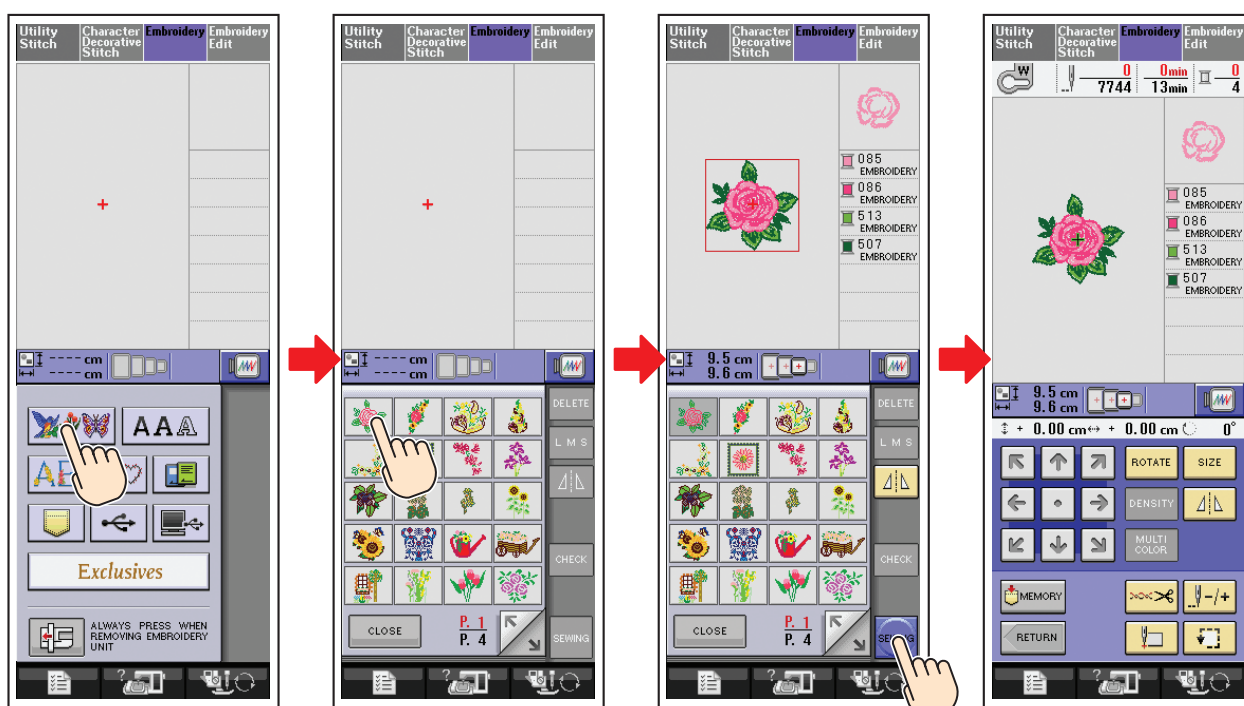 Utility
Stitch
Character
Decorative
Stitch
Embroidery
Embroidery
Edit
---- cm
---- cm
AAA
Exclusives
ALWAYS PRESS WHEN
REMOVING EMBROIDERY
UNIT
?
Utility
Stitch
Character
Decorative
Stitch
Embroidery
Embroidery
Edit
---- cm
---- cm
DELETE
L M S
CHECK
CLOSE
P. 1
P. 4
SEWING
?
Utility
Stitch
Character
Decorative
Stitch
Embroidery
Embroidery
Edit
085
EMBROIDERY
086
EMBROIDERY
513
EMBROIDERY
507
EMBROIDERY
9.5 cm
9.6 cm
DELETE
L M S
CHECK
CLOSE
P. 1
P. 4
?
Utility
Stitch
Character
Decorative
Stitch
Embroidery
Embroidery
Edit
W
0
7744
0min
13min
0
4
085
EMBROIDERY
086
EMBROIDERY
513
EMBROIDERY
507
EMBROIDERY
9.5 cm
9.6 cm
+ 0.00 cm + 0.00 cm 0°
ROTATE
SIZE
DENSITY
MULTI
COLOR
MEMORY
-/+
RETURN
?